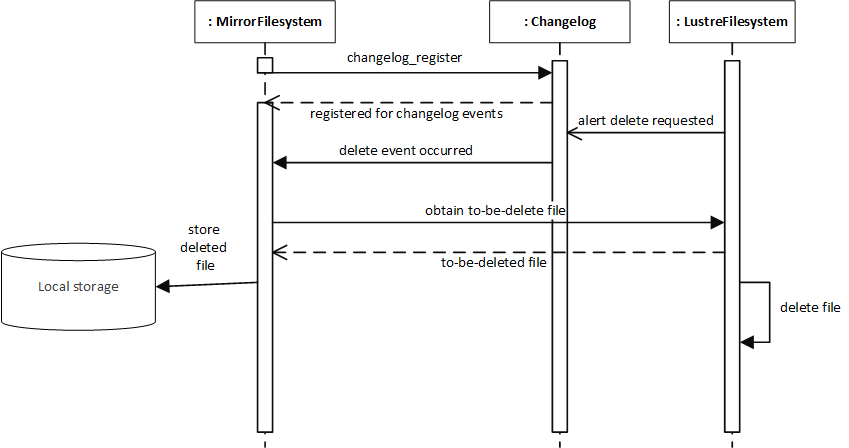 : MirrorFilesystem
: Changelog
: LustreFilesystem
changelog_register
registered for changelog events
alert delete requested
delete event occurred
obtain to-be-delete file
store
deleted
file
to-be-deleted file
Local storage
delete file